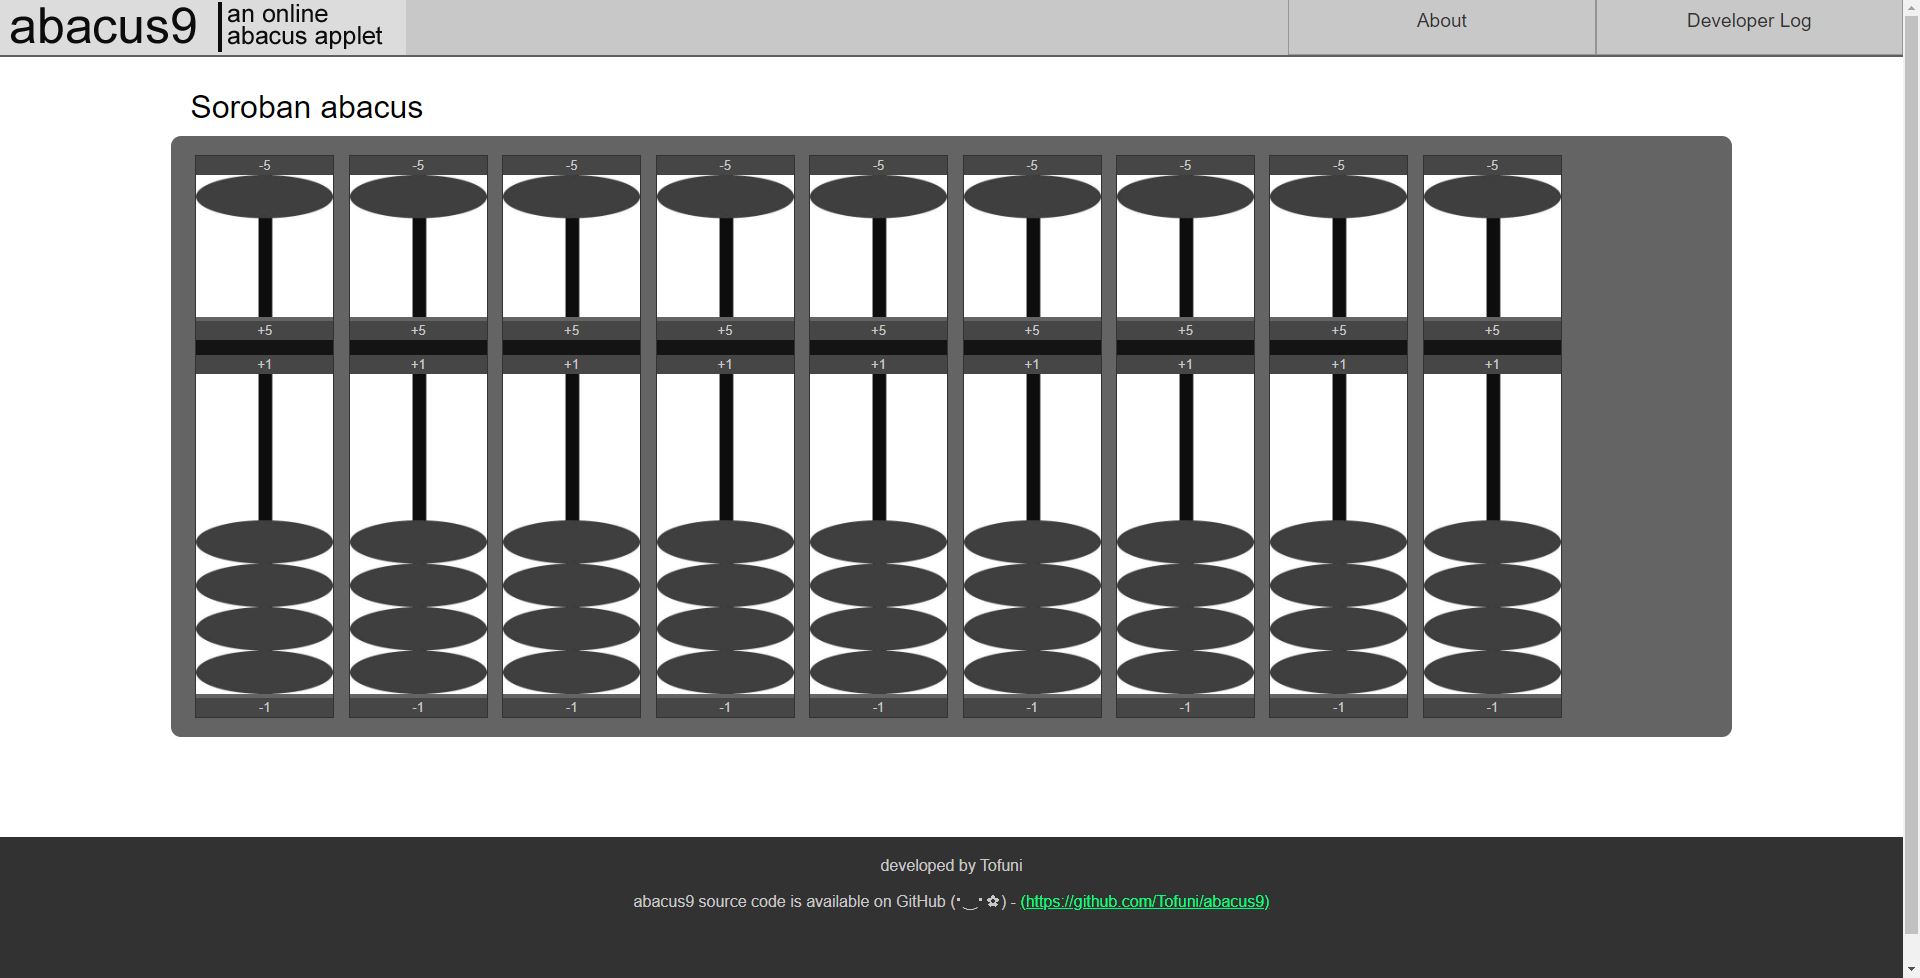 abacus9
an online
abacus applet
About
Developer Log
Soroban abacus
-5 -5 -5 -5 -5 -5 -5 -5 -5
+5 +5 +5 +5 +5 +5 +5 +5 +5
+1 +1 +1 +1 +1 +1 +1 +1 +1
-1 -1 -1 -1 -1 -1 -1 -1 -1
developed by Tofuni
abacus9 source code is available on GitHub (･‿･✿) - (https://github.com/Tofuni/abacus9)